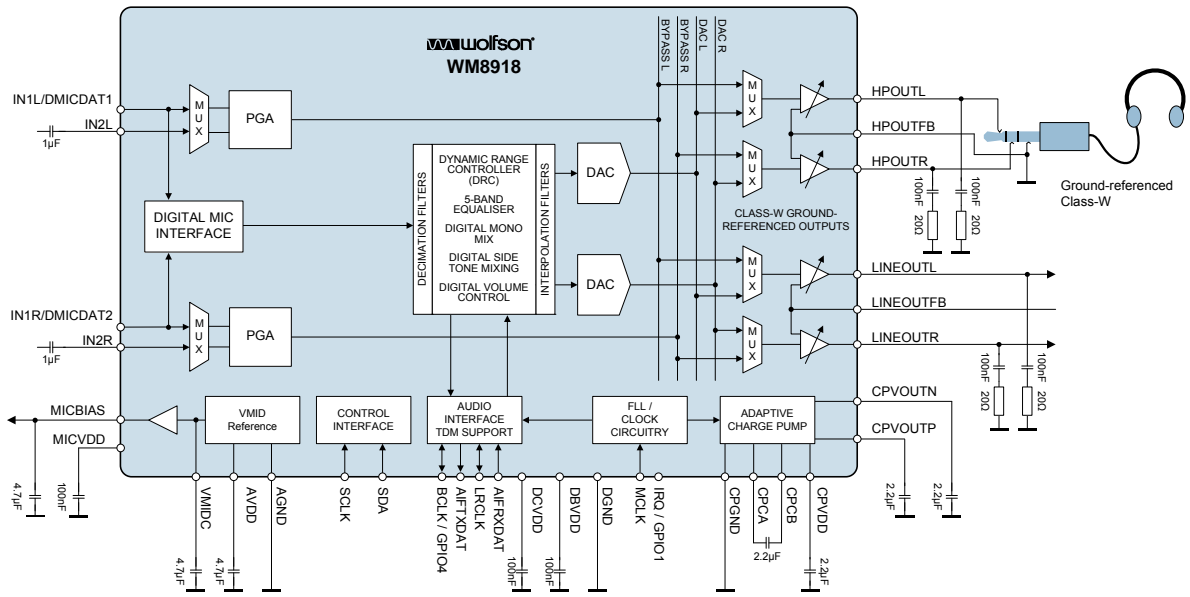 wolfson
WM8918
BYPASS L
BYPASS R
DAC L
DAC R
IN1L/DMICDAT1
IN2L
1µF
MUX
PGA
MUX
MUX
HPOUTL
HPOUTFB
HPOUTR
100nF
20Ω
100nF
20Ω
Ground-referenced
Class-W
DIGITAL MIC
INTERFACE
DECIMATION FILTERS
DYNAMIC RANGE
CONTROLLER
(DRC)
5-BAND
EQUALISER
DIGITAL MONO
MIX
DIGITAL SIDE
TONE MIXING
DIGITAL VOLUME
CONTROL
INTERPOLATION FILTERS
DAC
DAC
CLASS-W GROUND-
REFERENCED OUTPUTS
MUX
MUX
LINEOUTL
LINEOUTFB
LINEOUTR
100nF
20Ω
100nF
20Ω
IN1R/DMICDAT2
IN2R
1µF
MUX
PGA
MICBIAS
MICVDD
4.7µF
100nF
VMID
Reference
CONTROL
INTERFACE
AUDIO
INTERFACE
TDM SUPPORT
FLL /
CLOCK
CIRCUITRY
ADAPTIVE
CHARGE PUMP
CPVOUTN
CPVOUTP
2.2µF
2.2µF
VMIDC
AVDD
AGND
SCLK
SDA
BCLK / GPIO4
AIFTXDAT
LRCLK
AIFRXDAT
DCVDD
DBVDD
DGND
MCLK
IRQ / GPIO1
CPGND
CPCA
CPCB
CPVDD
4.7µF
4.7µF
100nF
100nF
2.2µF
2.2µF